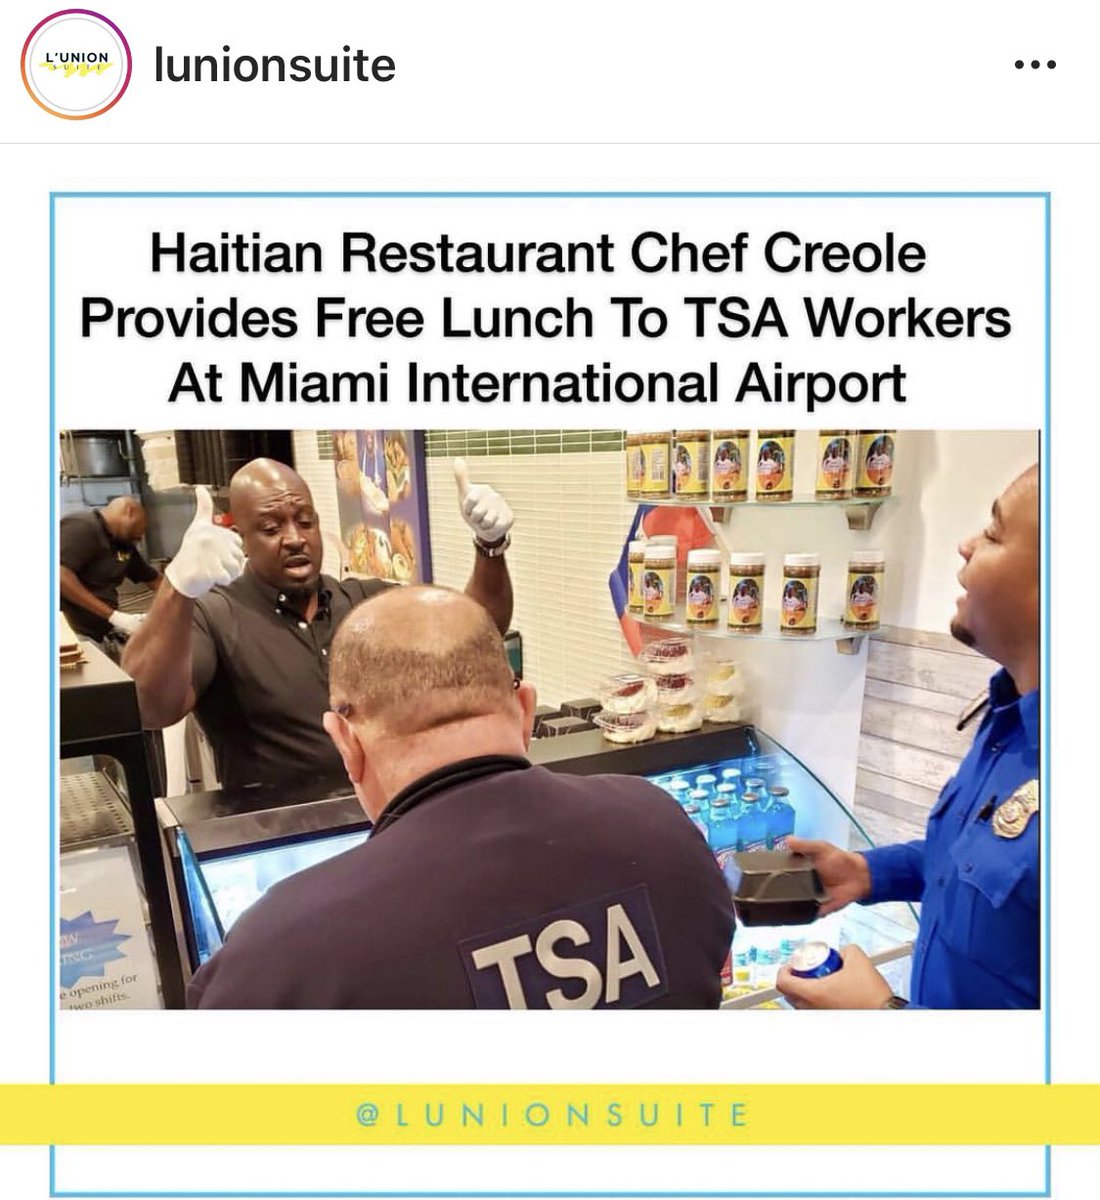 L'UNION
SUITE
lunionsuite
Haitian Restaurant Chef Creole
Provides Free Lunch To TSA Workers
At Miami International Airport
TSA
opening for
two shifts.
@LUNIONSUITE